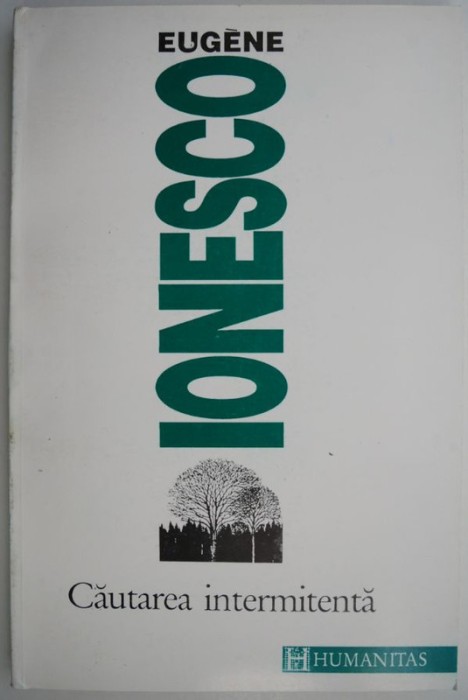 EUGÈNE
IONESCO
Căutarea intermitentă
HUMANITAS